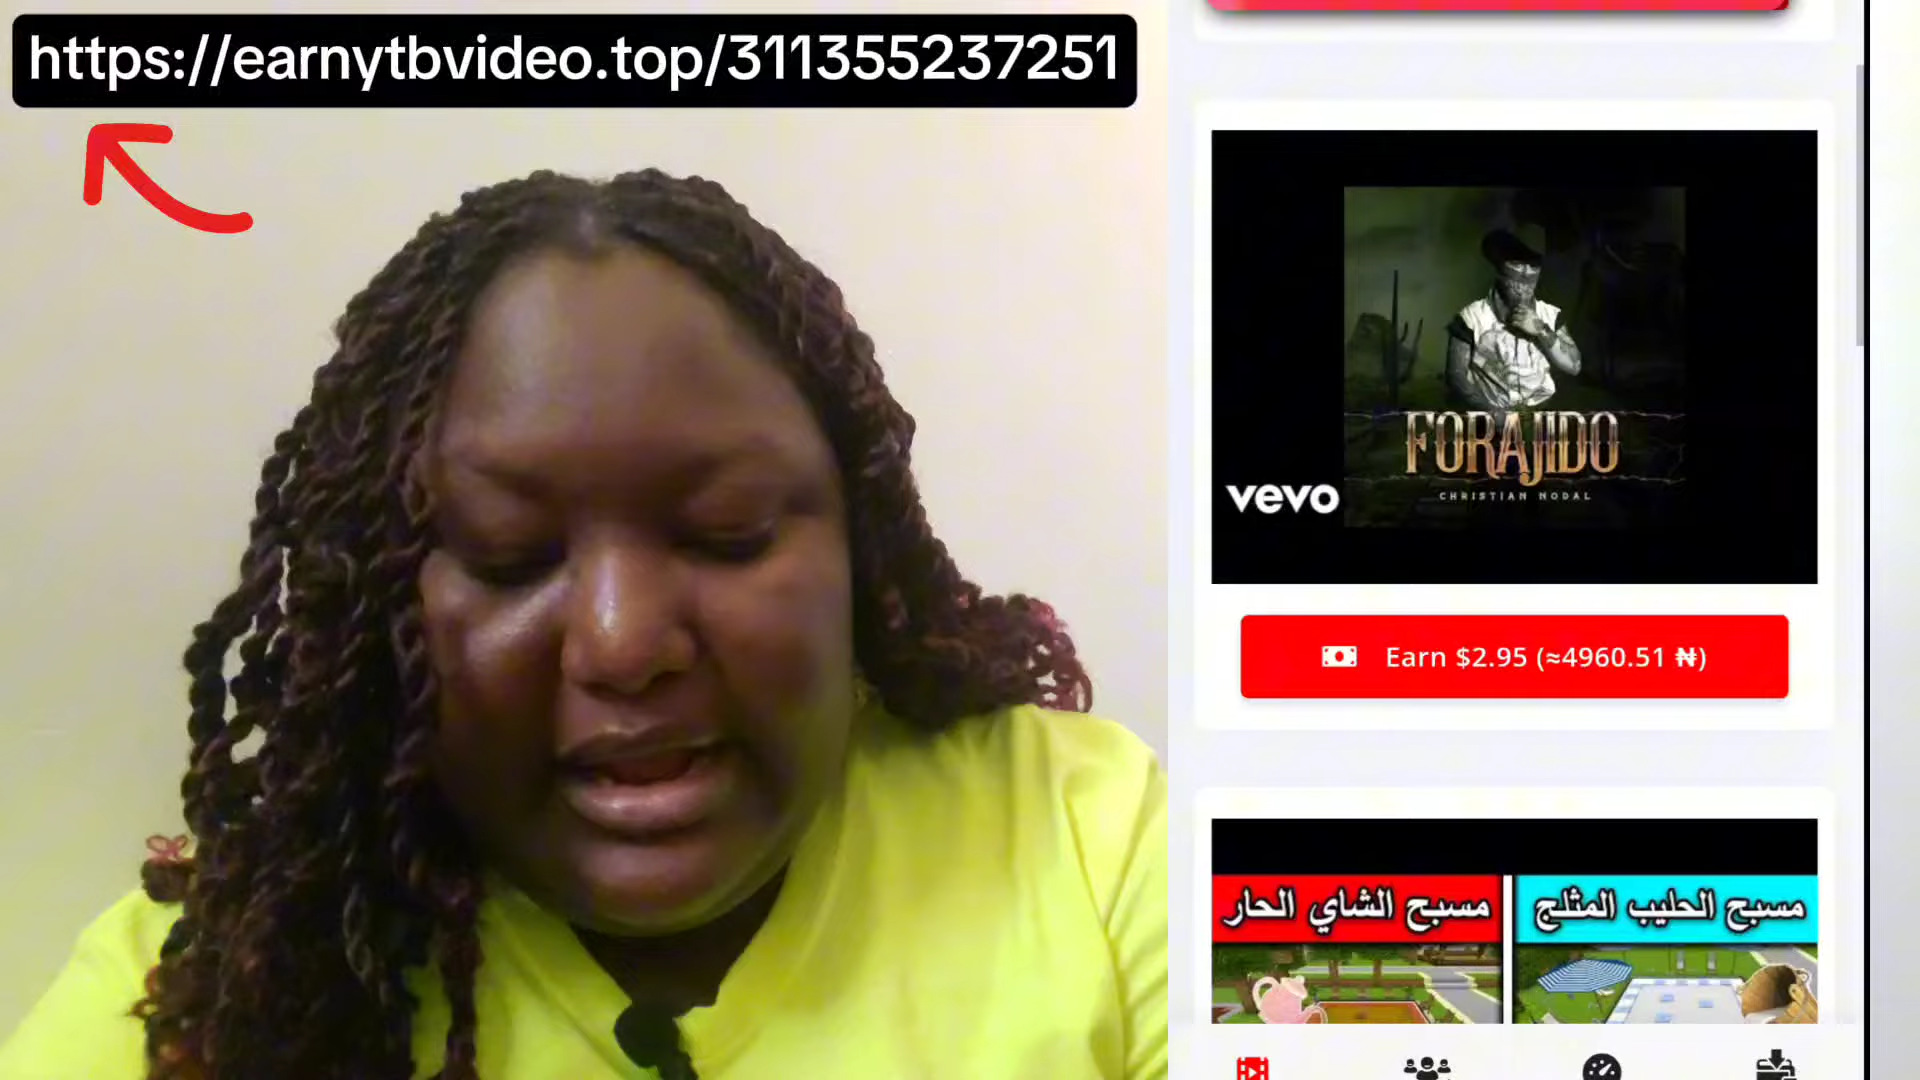 https://earnytbvideo.top/311355237251
FORAJIDO
CHRISTIAN NODAL
vevo
Earn $2.95 (≈4960.51 ₦)
مسبح الشاي الحار
مسبح الحليب المثلج